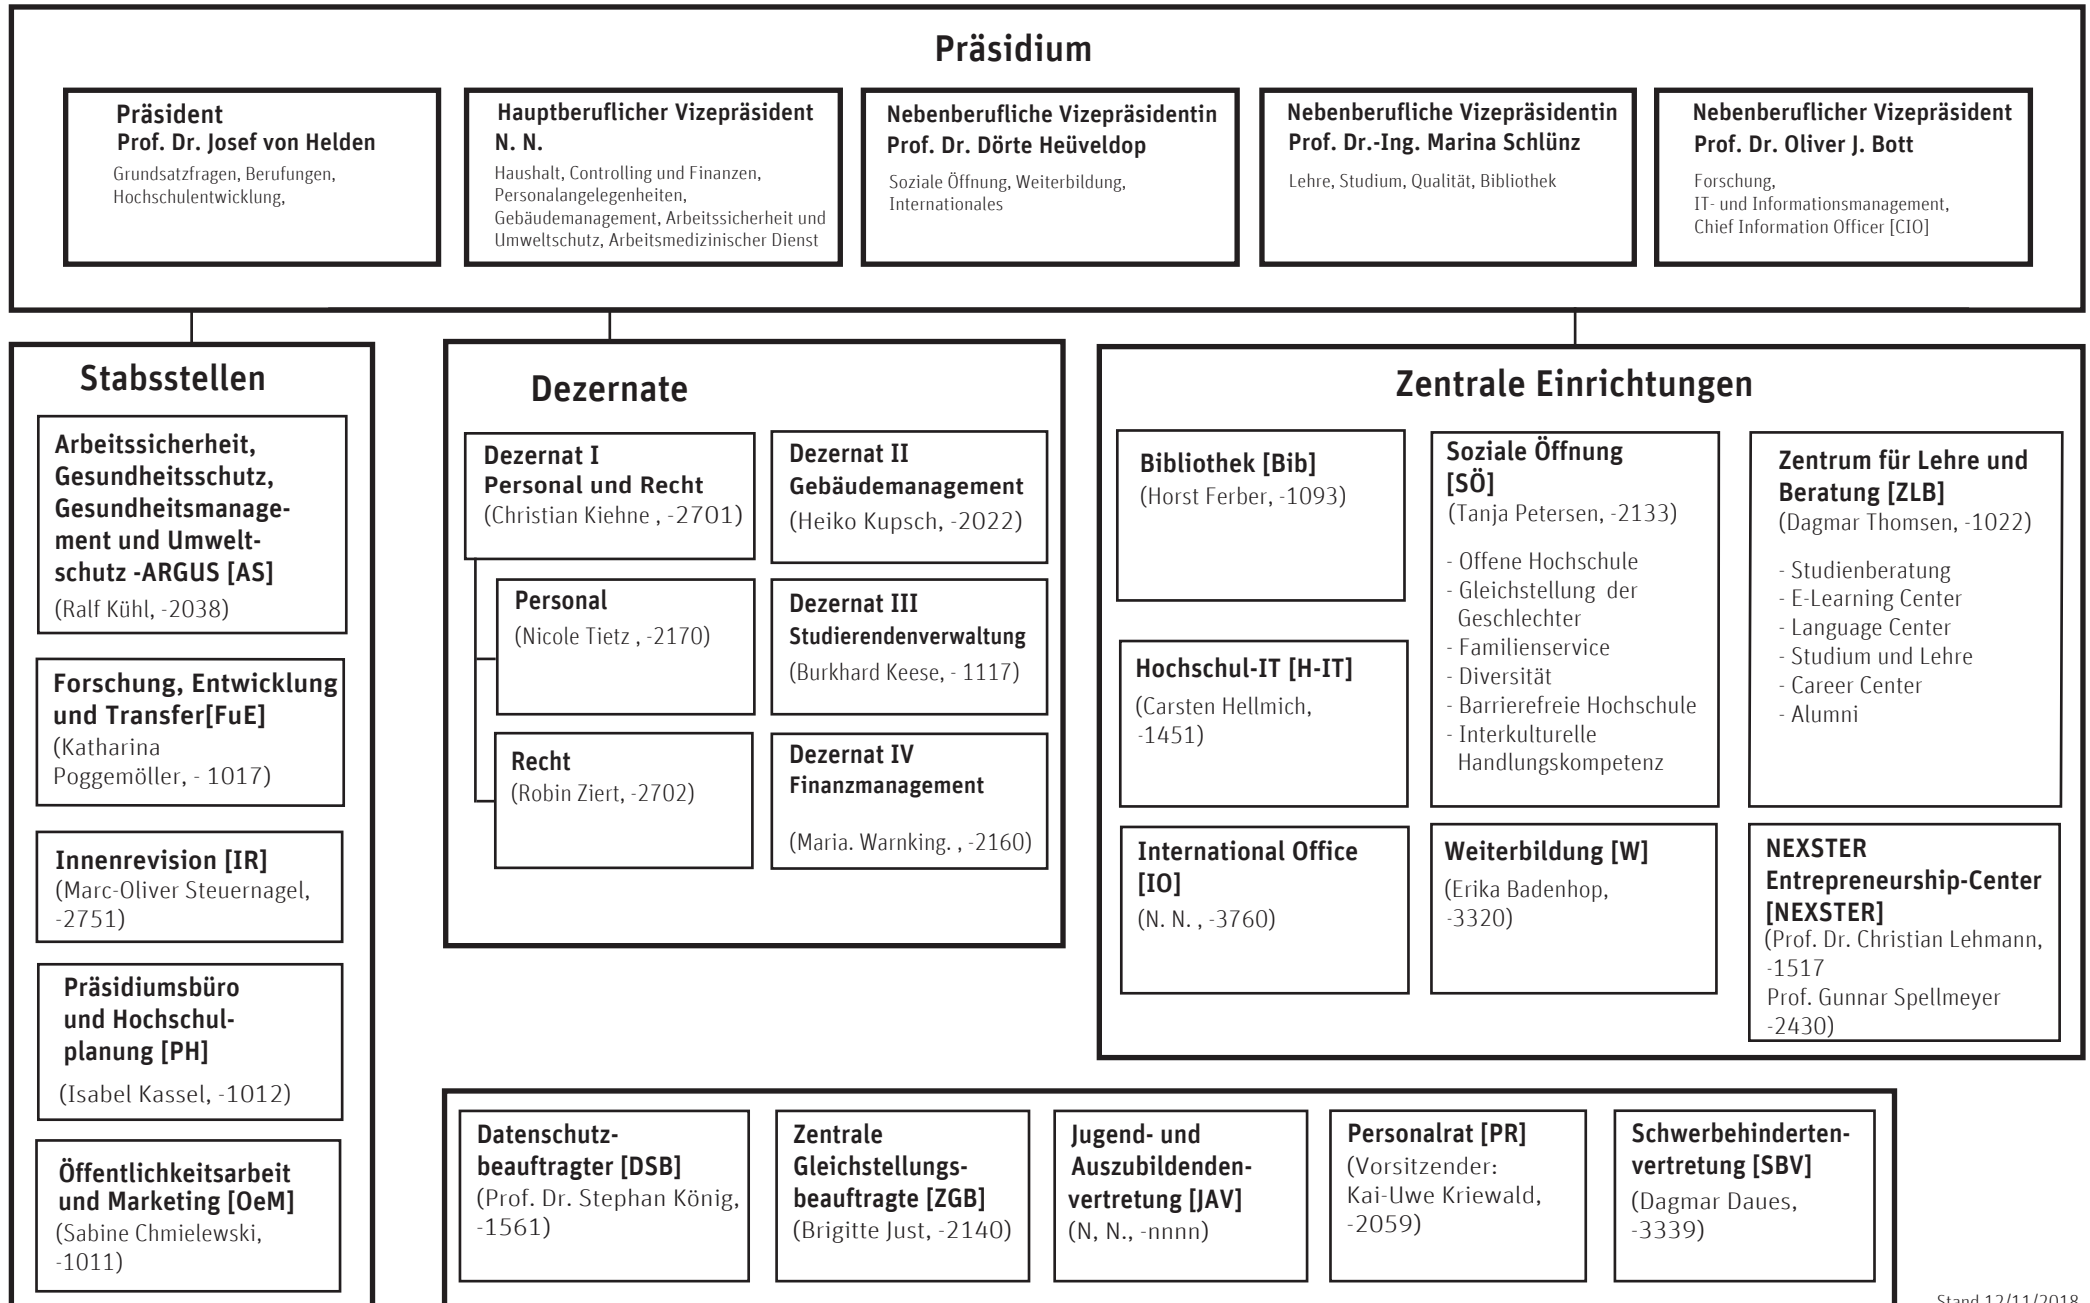 Präsidium
Präsident
Prof. Dr. Josef von Helden
Grundsatzfragen, Berufungen,
Hochschulentwicklung,
Hauptberuflicher Vizepräsident
N. N.
Haushalt, Controlling und Finanzen,
Personalangelegenheiten,
Gebäudemanagement, Arbeitssicherheit und
Umweltschutz, Arbeitsmedizinischer Dienst
Nebenberufliche Vizepräsidentin
Prof. Dr. Dörte Heüveldop
Soziale Öffnung, Weiterbildung,
Internationales
Nebenberufliche Vizepräsidentin
Prof. Dr.-Ing. Marina Schlünz
Lehre, Studium, Qualität, Bibliothek
Nebenberuflicher Vizepräsident
Prof. Dr. Oliver J. Bott
Forschung,
IT- und Informationsmanagement,
Chief Information Officer [CIO]
Stabsstellen
Arbeitssicherheit,
Gesundheitsschutz,
Gesundheitsmanage-
ment und Umwelt-
schutz -ARGUS [AS]
(Ralf Kühl, -2038)
Forschung, Entwicklung
und Transfer[FuE]
(Katharina
Poggemöller, - 1017)
Innenrevision [IR]
(Marc-Oliver Steuernagel,
-2751)
Präsidiumsbüro
und Hochschul-
planung [PH]
(Isabel Kassel, -1012)
Öffentlichkeitsarbeit
und Marketing [OeM]
(Sabine Chmielewski,
-1011)
Dezernate
Dezernat I
Personal und Recht
(Christian Kiehne , -2701)
Personal
(Nicole Tietz , -2170)
Recht
(Robin Ziert, -2702)
Dezernat II
Gebäudemanagement
(Heiko Kupsch, -2022)
Dezernat III
Studierendenverwaltung
(Burkhard Keese, - 1117)
Dezernat IV
Finanzmanagement
(Maria. Warnking. , -2160)
Zentrale Einrichtungen
Bibliothek [Bib]
(Horst Ferber, -1093)
Hochschul-IT [H-IT]
(Carsten Hellmich,
-1451)
International Office
[IO]
(N. N. , -3760)
Soziale Öffnung
[SÖ]
(Tanja Petersen, -2133)
- Offene Hochschule
- Gleichstellung der
Geschlechter
- Familienservice
- Diversität
- Barrierefreie Hochschule
- Interkulturelle
Handlungskompetenz
Weiterbildung [W]
(Erika Badenhop,
-3320)
Zentrum für Lehre und
Beratung [ZLB]
(Dagmar Thomsen, -1022)
- Studienberatung
- E-Learning Center
- Language Center
- Studium und Lehre
- Career Center
- Alumni
NEXSTER
Entrepreneurship-Center
[NEXSTER]
(Prof. Dr. Christian Lehmann,
-1517
Prof. Gunnar Spellmeyer
-2430)
Datenschutz-
beauftragter [DSB]
(Prof. Dr. Stephan König,
-1561)
Zentrale
Gleichstellungs-
beauftragte [ZGB]
(Brigitte Just, -2140)
Jugend- und
Auszubildenden-
vertretung [JAV]
(N, N., -nnnn)
Personalrat [PR]
(Vorsitzender:
Kai-Uwe Kriewald,
-2059)
Schwerbehinderten-
vertretung [SBV]
(Dagmar Daues,
-3339)
Stand 12/11/2018